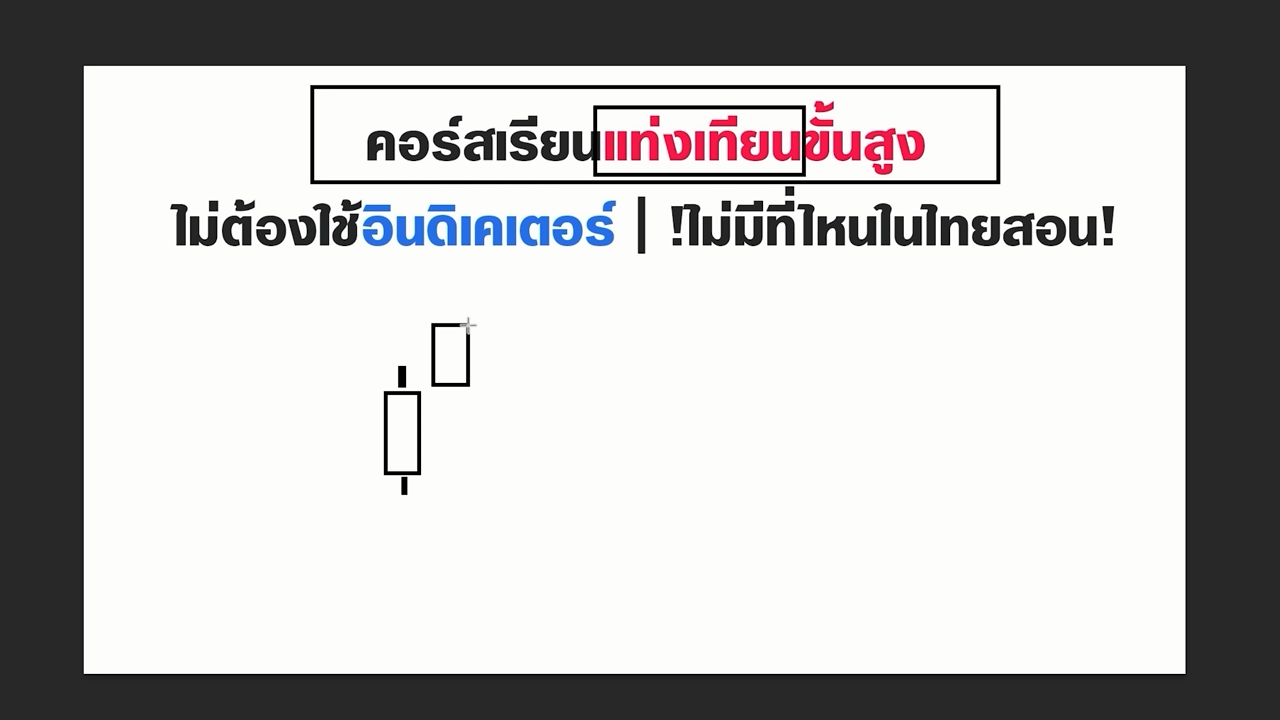 คอร์สเรียนแท่งเทียนขั้นสูง
ไม่ต้องใช้อินดิเคเตอร์ | !ไม่มีที่ไหนในไทยสอน!